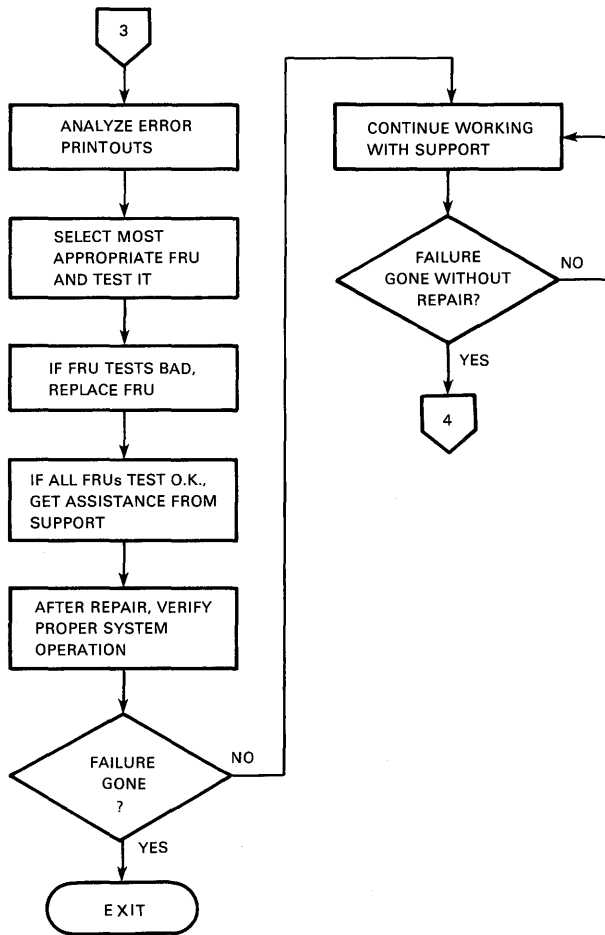 3
ANALYZE ERROR
PRINTOUTS
SELECT MOST
APPROPRIATE FRU
AND TEST IT
IF FRU TESTS BAD,
REPLACE FRU
IF ALL FRUs TEST O.K.,
GET ASSISTANCE FROM
SUPPORT
AFTER REPAIR, VERIFY
PROPER SYSTEM
OPERATION
FAILURE
GONE
?
NO
YES
EXIT
CONTINUE WORKING
WITH SUPPORT
FAILURE
GONE WITHOUT
REPAIR?
NO
YES
4